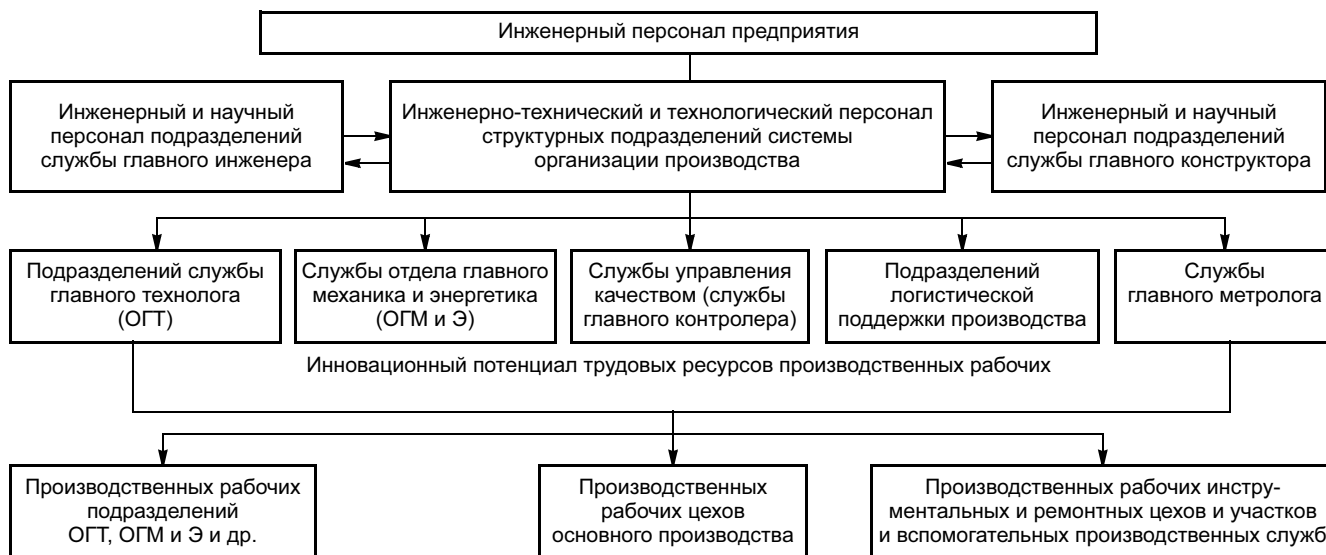 Инженерный персонал предприятия
Инженерный и научный
персонал подразделений
службы главного инженера
Инженерно-технический и технологический персонал
структурных подразделений системы
организации производства
Инженерный и научный
персонал подразделений
службы главного конструктора
Подразделений службы
главного технолога
(ОГТ)
Службы отдела главного
механика и энергетика
(ОГМ и Э)
Службы управления
качеством (службы
главного контролера)
Подразделений
логистической
поддержки производства
Службы
главного метролога
Инновационный потенциал трудовых ресурсов производственных рабочих
Производственных рабочих
подразделений
ОГТ, ОГМ и Э и др.
Производственных
рабочих цехов
основного производства
Производственных рабочих инстру-
ментальных и ремонтных цехов и участков
и вспомогательных производственных служб